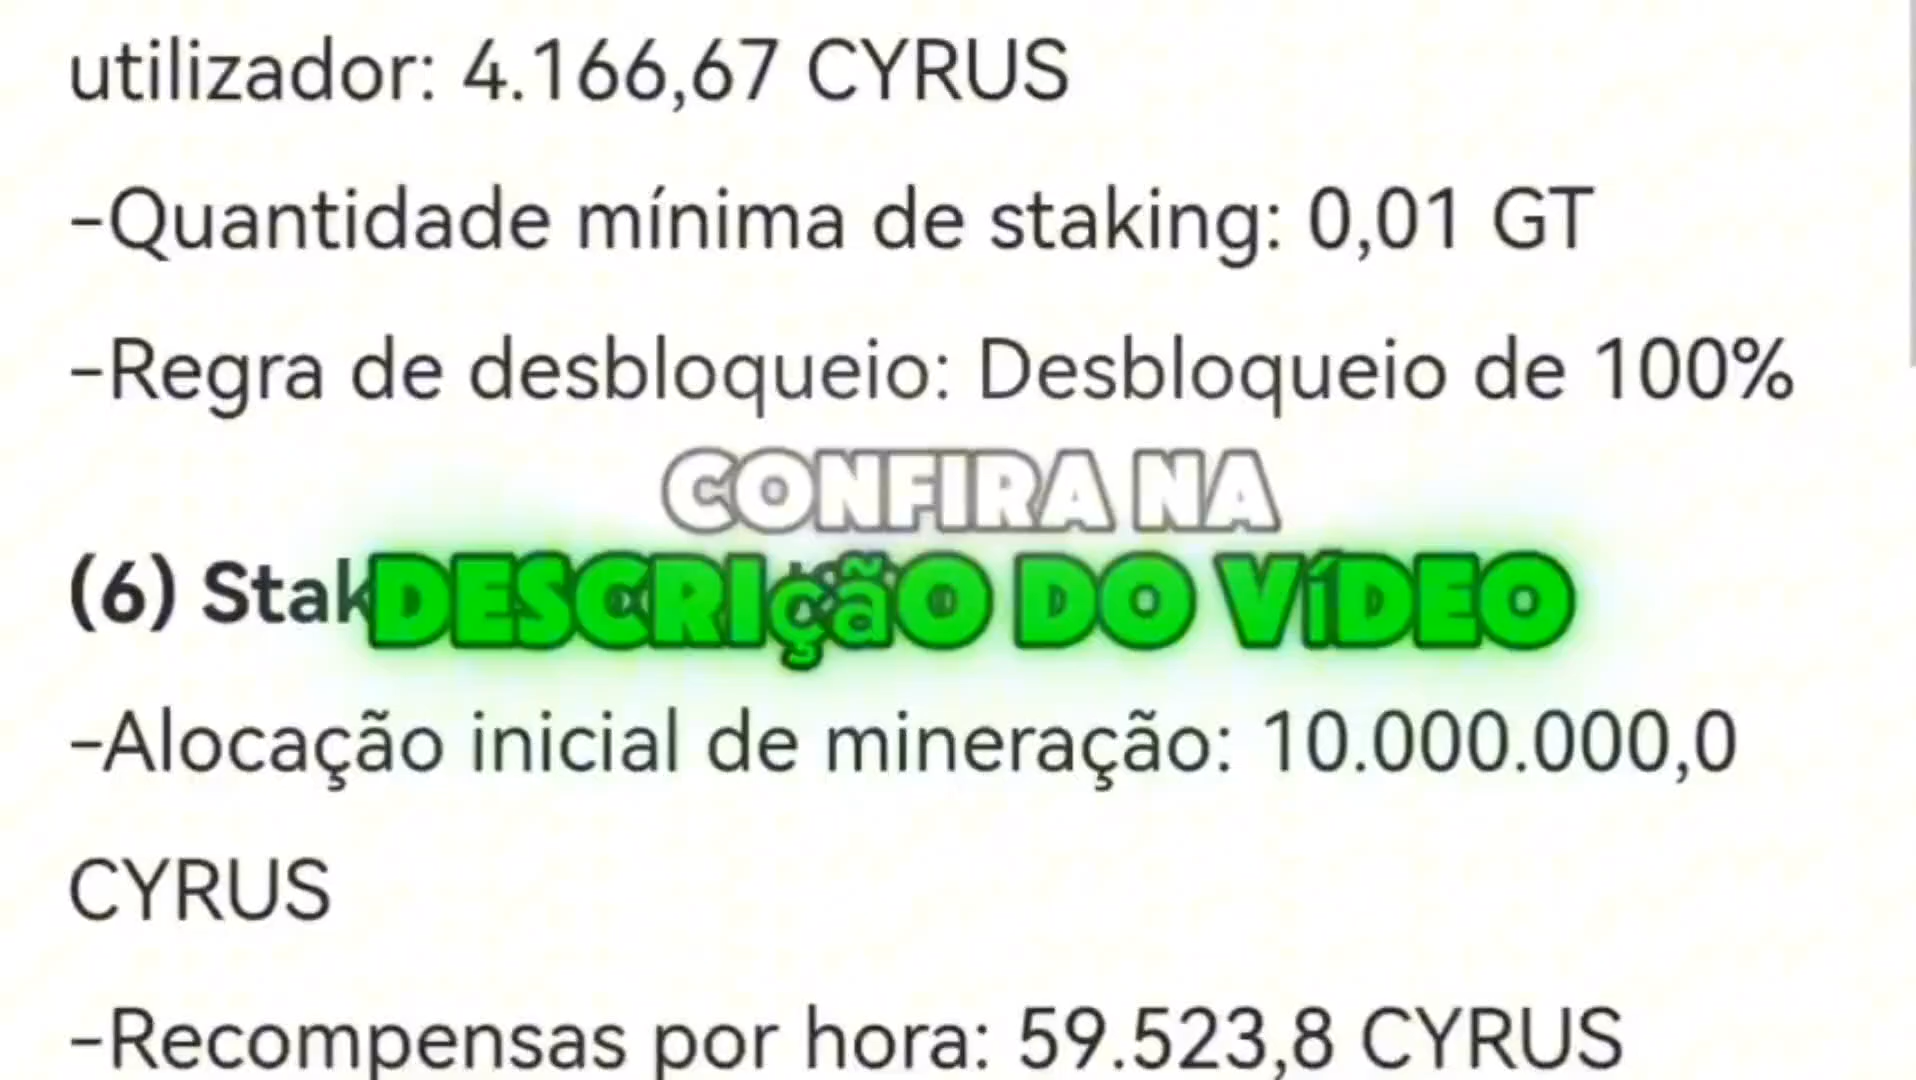 utilizador: 4.166,67 CYRUS
-Quantidade mínima de staking: 0,01 GT
-Regra de desbloqueio: Desbloqueio de 100%
CONFIRA NA
(6)
DESCRIçãO DO VíDEO
-Alocação inicial de mineração: 10.000.000,0
CYRUS
-Recompensas por hora: 59.523,8 CYRUS